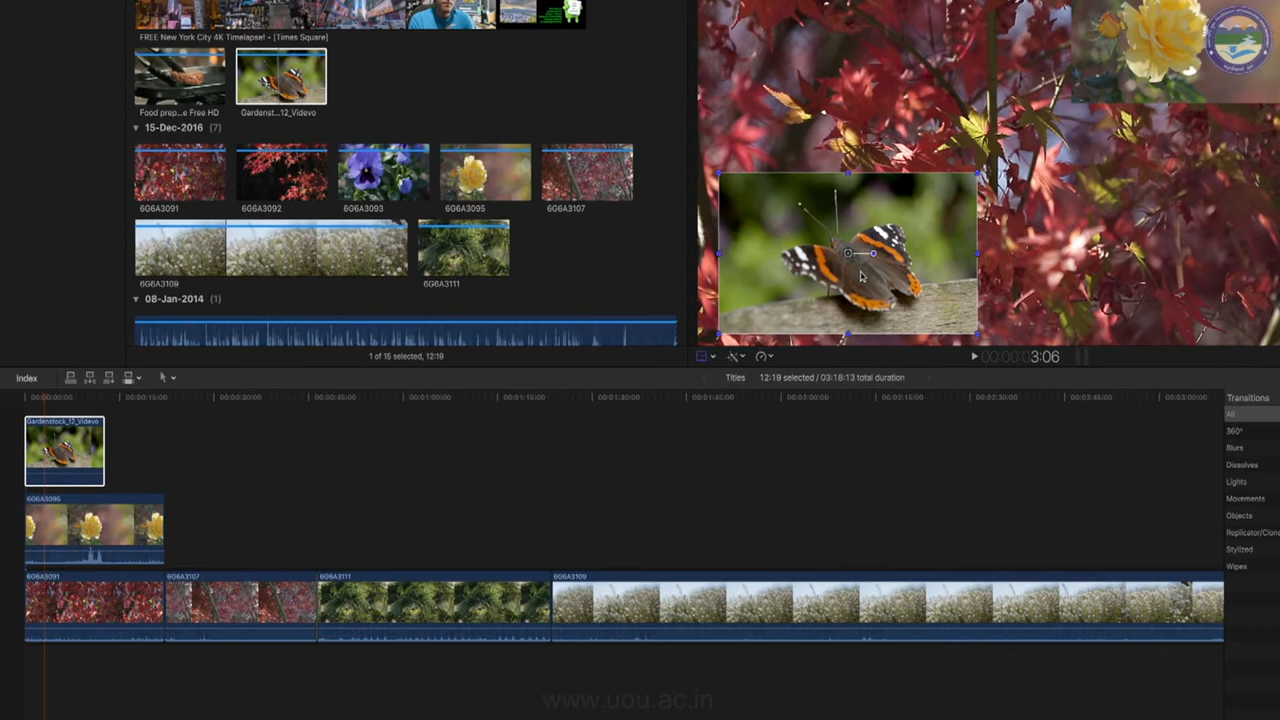 FREE New York City 4K Timelapse! - [Times Square]
Food prep...e Free HD
Gardenst...12_Videvo
15-Dec-2016 (7)
6G6A3091
6G6A3092
6G6A3093
6G6A3095
6G6A3107
6G6A3109
6G6A3111
08-Jan-2014 (1)
1 of 15 selected, 12:19
00:00:00:03:06
Index
Titles
12:19 selected / 03:18:13 total duration
00:00:00:00
00:00:15:00
00:00:30:00
00:00:45:00
00:01:00:00
00:01:15:00
00:01:30:00
00:01:45:00
00:02:00:00
00:02:15:00
00:02:30:00
00:02:45:00
00:03:00:00
Transitions
All
360°
Blurs
Dissolves
Lights
Movements
Objects
Replicator/Clone
Stylized
Wipes
Gardenstock_12_Videvo
6G6A3095
6G6A3091
6G6A3107
6G6A3111
6G6A3109
www.uou.ac.in